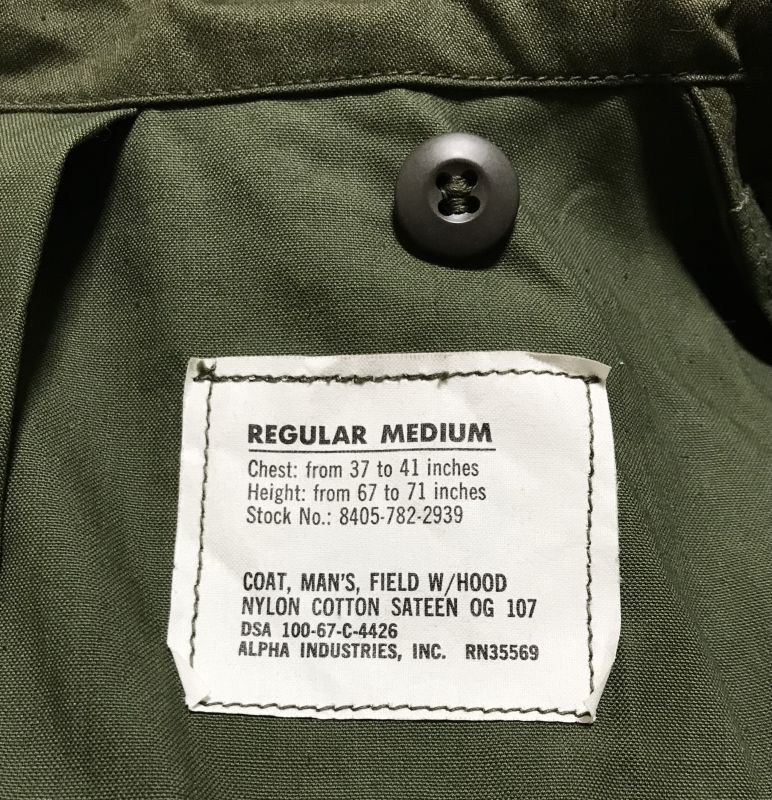 REGULAR MEDIUM
Chest: from 37 to 41 inches
Height: from 67 to 71 inches
Stock No.: 8405-782-2939
COAT, MAN'S, FIELD W/HOOD
NYLON COTTON SATEEN OG 107
DSA 100-67-C-4426
ALPHA INDUSTRIES, INC. RN35569